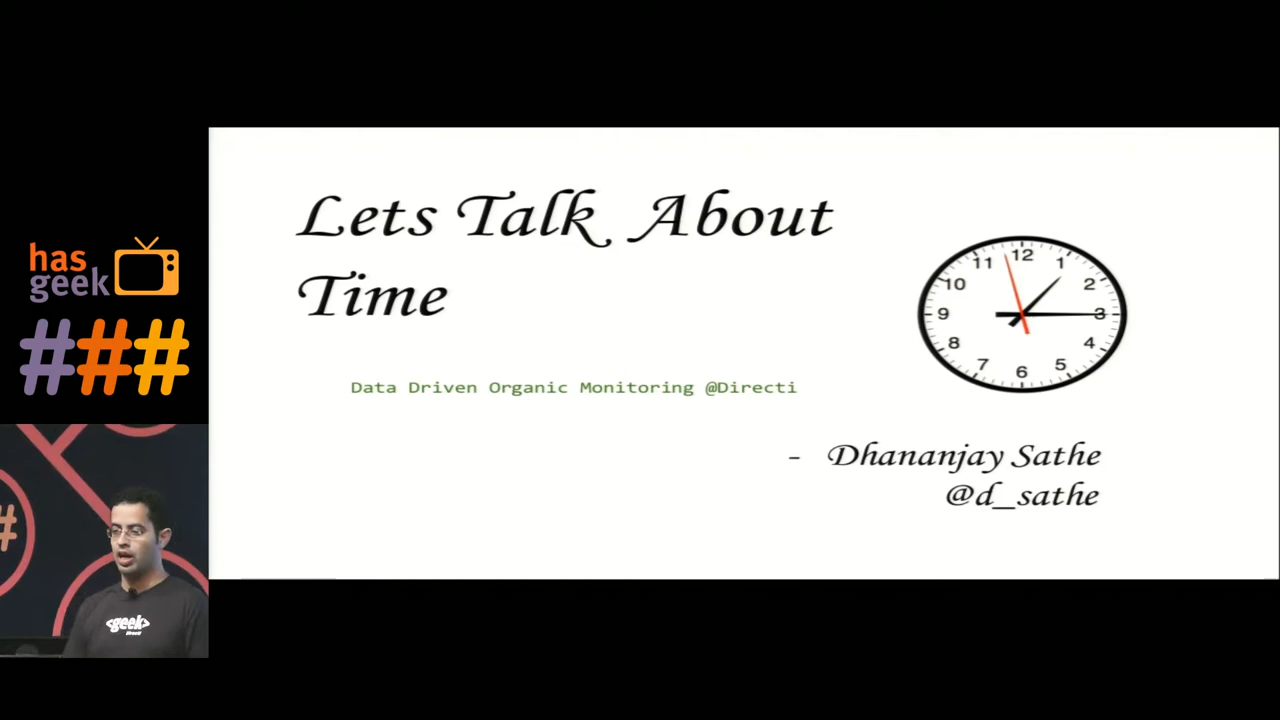 Lets Talk About
Time
Data Driven Organic Monitoring @Directi
- Dhananjay Sathe
@d_sathe
12
11
1
10
2
9
3
8
4
7
5
6
has
geek
###
#
<geek>